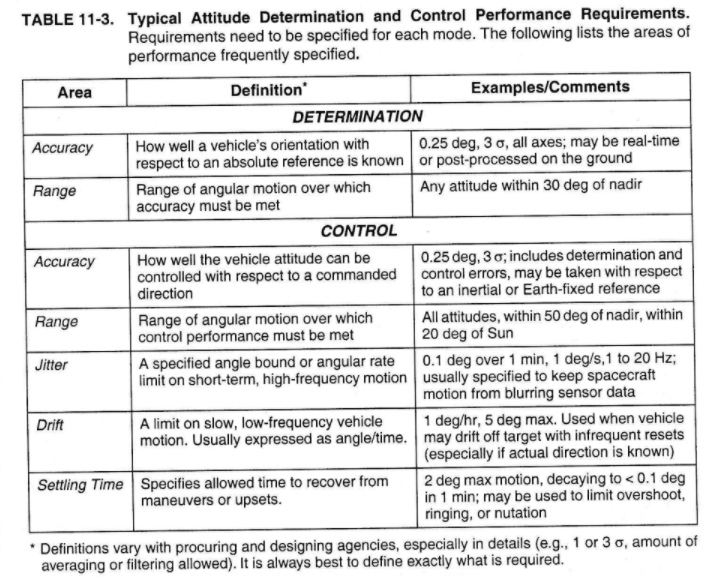 TABLE 11-3. Typical Attitude Determination and Control Performance Requirements.
Requirements need to be specified for each mode. The following lists the areas of
performance frequently specified.
Area Definition* Examples/Comments
DETERMINATION
Accuracy How well a vehicle's orientation with 0.25 deg, 3 σ, all axes; may be real-time
respect to an absolute reference is known or post-processed on the ground
Range Range of angular motion over which Any attitude within 30 deg of nadir
accuracy must be met
CONTROL
Accuracy How well the vehicle attitude can be 0.25 deg, 3 σ; includes determination and
controlled with respect to a commanded control errors, may be taken with respect
direction to an inertial or Earth-fixed reference
Range Range of angular motion over which All attitudes, within 50 deg of nadir, within
control performance must be met 20 deg of Sun
Jitter A specified angle bound or angular rate 0.1 deg over 1 min, 1 deg/s,1 to 20 Hz;
limit on short-term, high-frequency motion usually specified to keep spacecraft
motion from blurring sensor data
Drift A limit on slow, low-frequency vehicle 1 deg/hr, 5 deg max. Used when vehicle
motion. Usually expressed as angle/time. may drift off target with infrequent resets
(especially if actual direction is known)
Settling Time Specifies allowed time to recover from 2 deg max motion, decaying to < 0.1 deg
maneuvers or upsets. in 1 min; may be used to limit overshoot,
ringing, or nutation
* Definitions vary with procuring and designing agencies, especially in details (e.g., 1 or 3 σ, amount of
averaging or filtering allowed). It is always best to define exactly what is required.